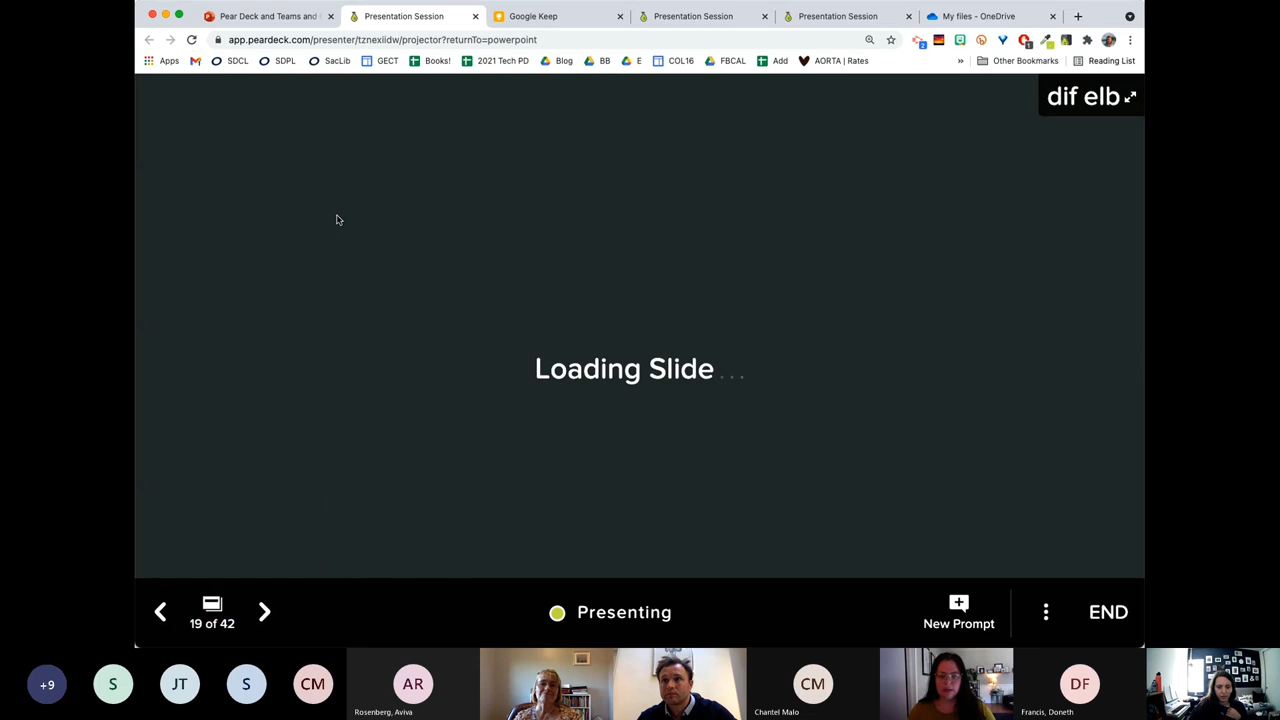 Pear Deck and Teams and
Presentation Session
Google Keep
Presentation Session
Presentation Session
My files - OneDrive
app.peardeck.com/presenter/tznexiidw/projector?returnTo=powerpoint
Apps
SDCL
SDPL
SacLib
GECT
Books!
2021 Tech PD
Blog
BB
E
COL16
FBCAL
Add
AORTA | Rates
»
Other Bookmarks
Reading List
dif elb
Loading Slide ...
19 of 42
Presenting
New Prompt
END
+9
S
JT
S
CM
AR
Rosenberg, Aviva
CM
Chantel Malo
DF
Francis, Doneth